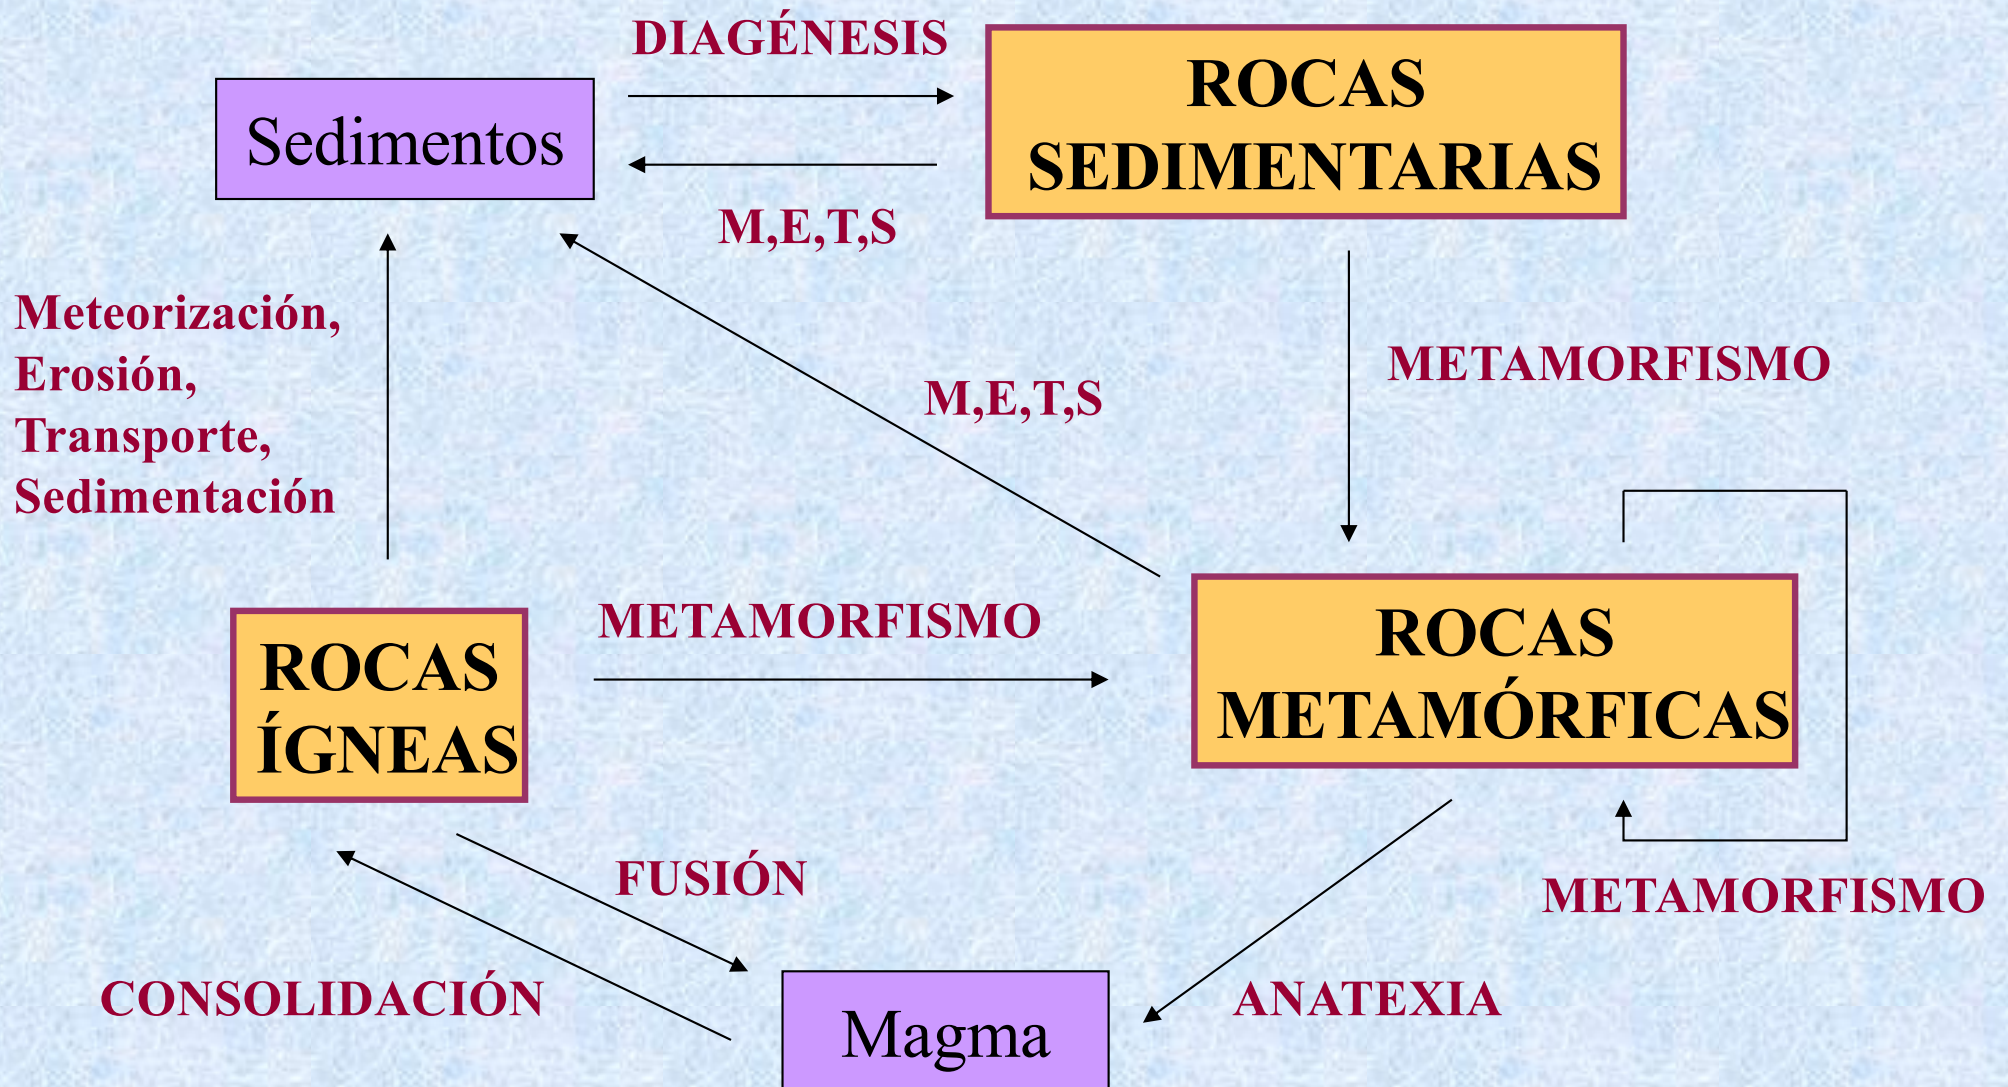 DIAGÉNESIS
ROCAS
SEDIMENTARIAS
Sedimentos
M,E,T,S
Meteorización,
Erosión,
Transporte,
Sedimentación
M,E,T,S
METAMORFISMO
ROCAS
ÍGNEAS
METAMORFISMO
ROCAS
METAMÓRFICAS
FUSIÓN
METAMORFISMO
CONSOLIDACIÓN
Magma
ANATEXIA